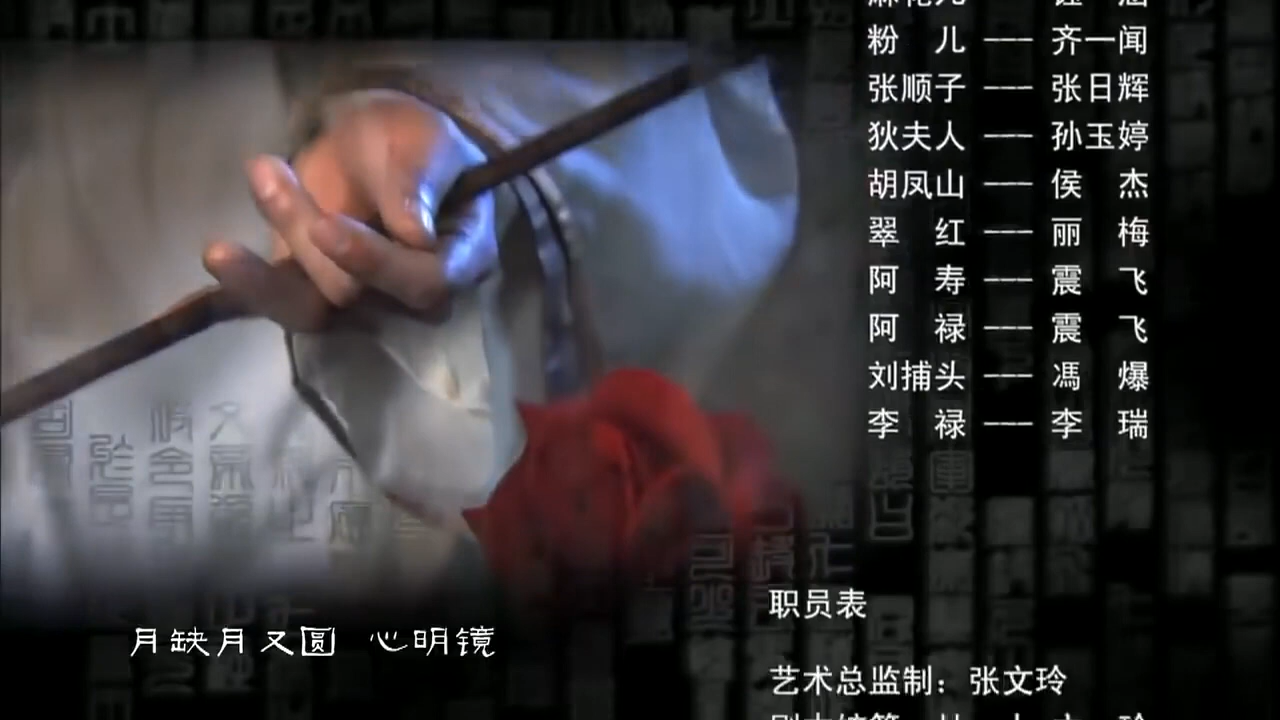 粉 儿 —— 齐一闻
张顺子 —— 张日辉
狄夫人 —— 孙玉婷
胡凤山 —— 侯 杰
翠 红 —— 丽 梅
阿 寿 —— 震 飞
阿 禄 —— 震 飞
刘捕头 —— 馮 爆
李 禄 —— 李 瑞
职员表
月缺月又圆 心明镜
艺术总监制：张文玲